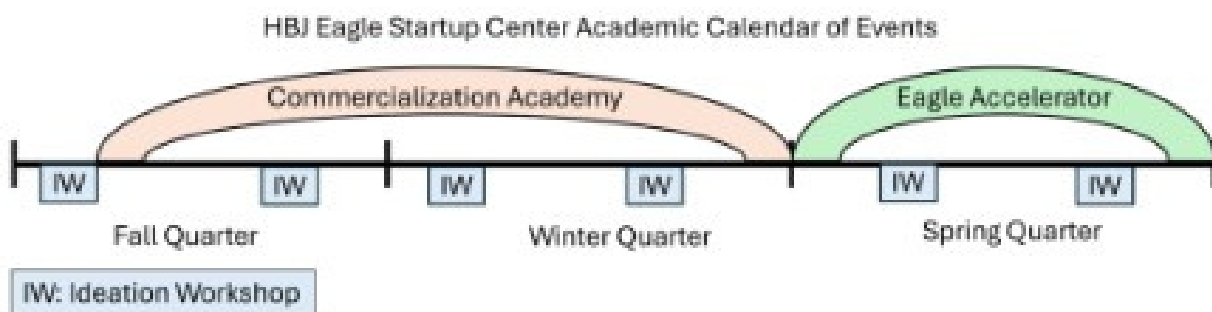 HBJ Eagle Startup Center Academic Calendar of Events
Commercialization Academy
Eagle Accelerator
IW
IW
IW
IW
IW
IW
Fall Quarter
Winter Quarter
Spring Quarter
IW: Ideation Workshop